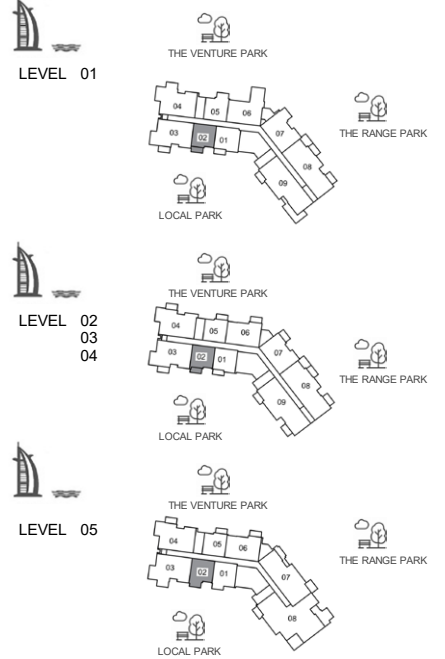 THE VENTURE PARK
LEVEL 01
04 05 06
THE RANGE PARK
03 02 01 07
08
09
LOCAL PARK
THE VENTURE PARK
LEVEL 02
03
04
04 05 06
03 02 01 07
THE RANGE PARK
08
09
LOCAL PARK
THE VENTURE PARK
LEVEL 05
04 05 06
THE RANGE PARK
03 02 01 07
08
LOCAL PARK